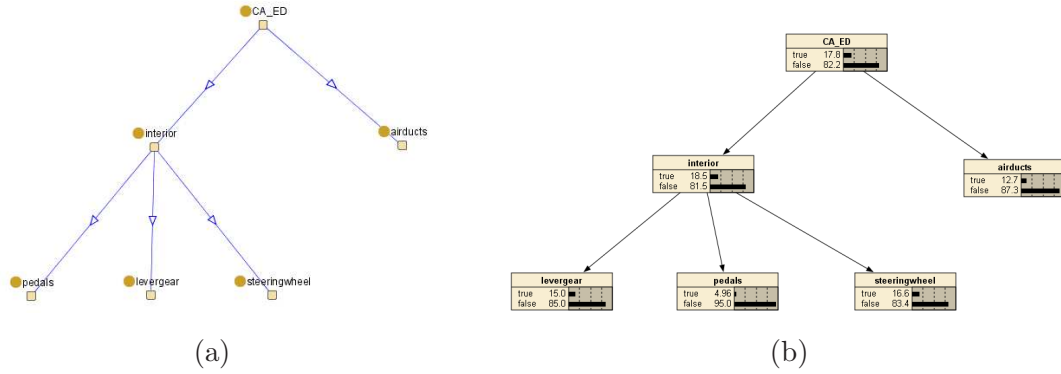 CA_ED
interior
airducts
pedals
levergear
steeringwheel
(a)
CA_ED
true 17.8
false 82.2
interior
true 18.5
false 81.5
airducts
true 12.7
false 87.3
levergear
true 15.0
false 85.0
pedals
true 4.96
false 95.0
steeringwheel
true 16.6
false 83.4
(b)